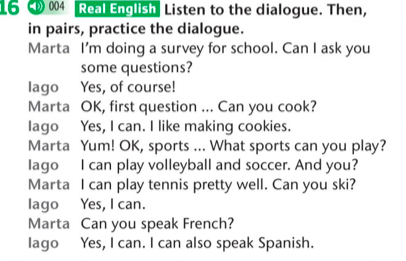 16 004 Real English Listen to the dialogue. Then,
in pairs, practice the dialogue.
Marta I'm doing a survey for school. Can I ask you
some questions?
Iago Yes, of course!
Marta OK, first question ... Can you cook?
Iago Yes, I can. I like making cookies.
Marta Yum! OK, sports ... What sports can you play?
Iago I can play volleyball and soccer. And you?
Marta I can play tennis pretty well. Can you ski?
Iago Yes, I can.
Marta Can you speak French?
Iago Yes, I can. I can also speak Spanish.